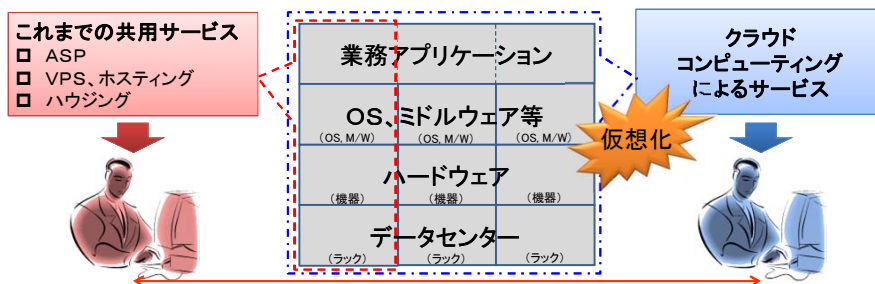 これまでの共用サービス
ASP
VPS、ホスティング
ハウジング
業務アプリケーション
OS、ミドルウェア等
(OS, M/W) (OS, M/W) (OS, M/W)
ハードウェア
(機器) (機器) (機器)
データセンター
(ラック) (ラック) (ラック)
仮想化
クラウド
コンピューティング
によるサービス